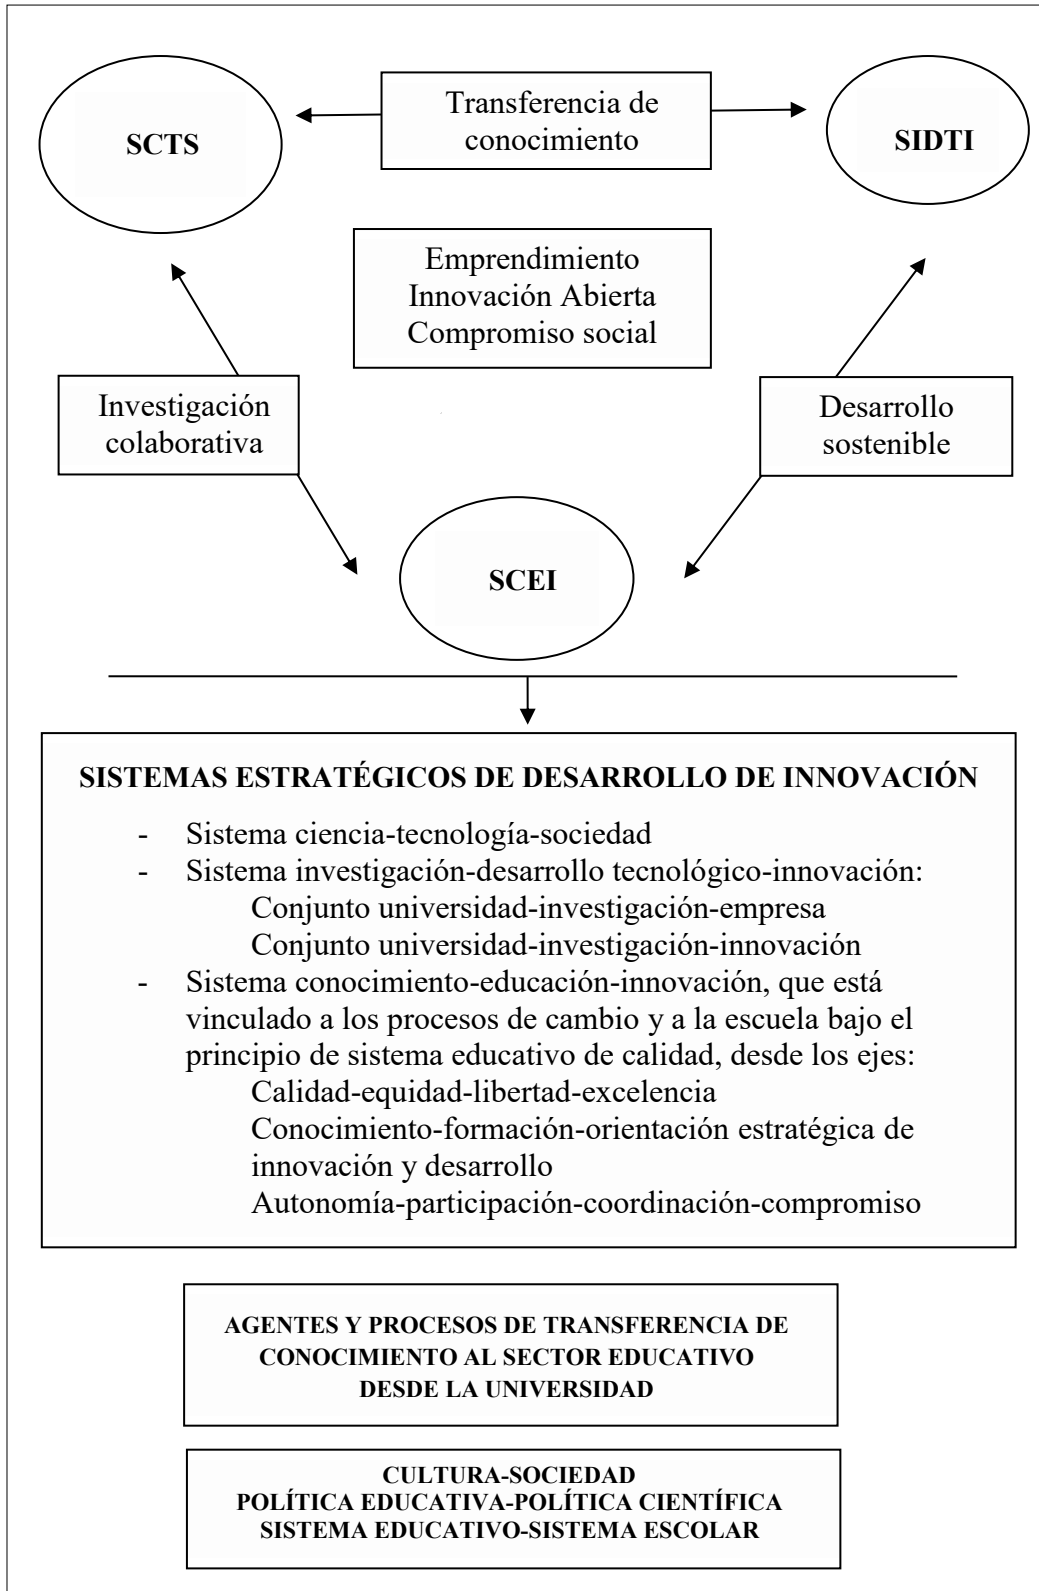 Transferencia de
conocimiento
SCTS
SIDTI
Emprendimiento
Innovación Abierta
Compromiso social
Investigación
colaborativa
Desarrollo
sostenible
SCEI
SISTEMAS ESTRATÉGICOS DE DESARROLLO DE INNOVACIÓN
- Sistema ciencia-tecnología-sociedad
- Sistema investigación-desarrollo tecnológico-innovación:
Conjunto universidad-investigación-empresa
Conjunto universidad-investigación-innovación
- Sistema conocimiento-educación-innovación, que está
vinculado a los procesos de cambio y a la escuela bajo el
principio de sistema educativo de calidad, desde los ejes:
Calidad-equidad-libertad-excelencia
Conocimiento-formación-orientación estratégica de
innovación y desarrollo
Autonomía-participación-coordinación-compromiso
AGENTES Y PROCESOS DE TRANSFERENCIA DE
CONOCIMIENTO AL SECTOR EDUCATIVO
DESDE LA UNIVERSIDAD
CULTURA-SOCIEDAD
POLÍTICA EDUCATIVA-POLÍTICA CIENTÍFICA
SISTEMA EDUCATIVO-SISTEMA ESCOLAR